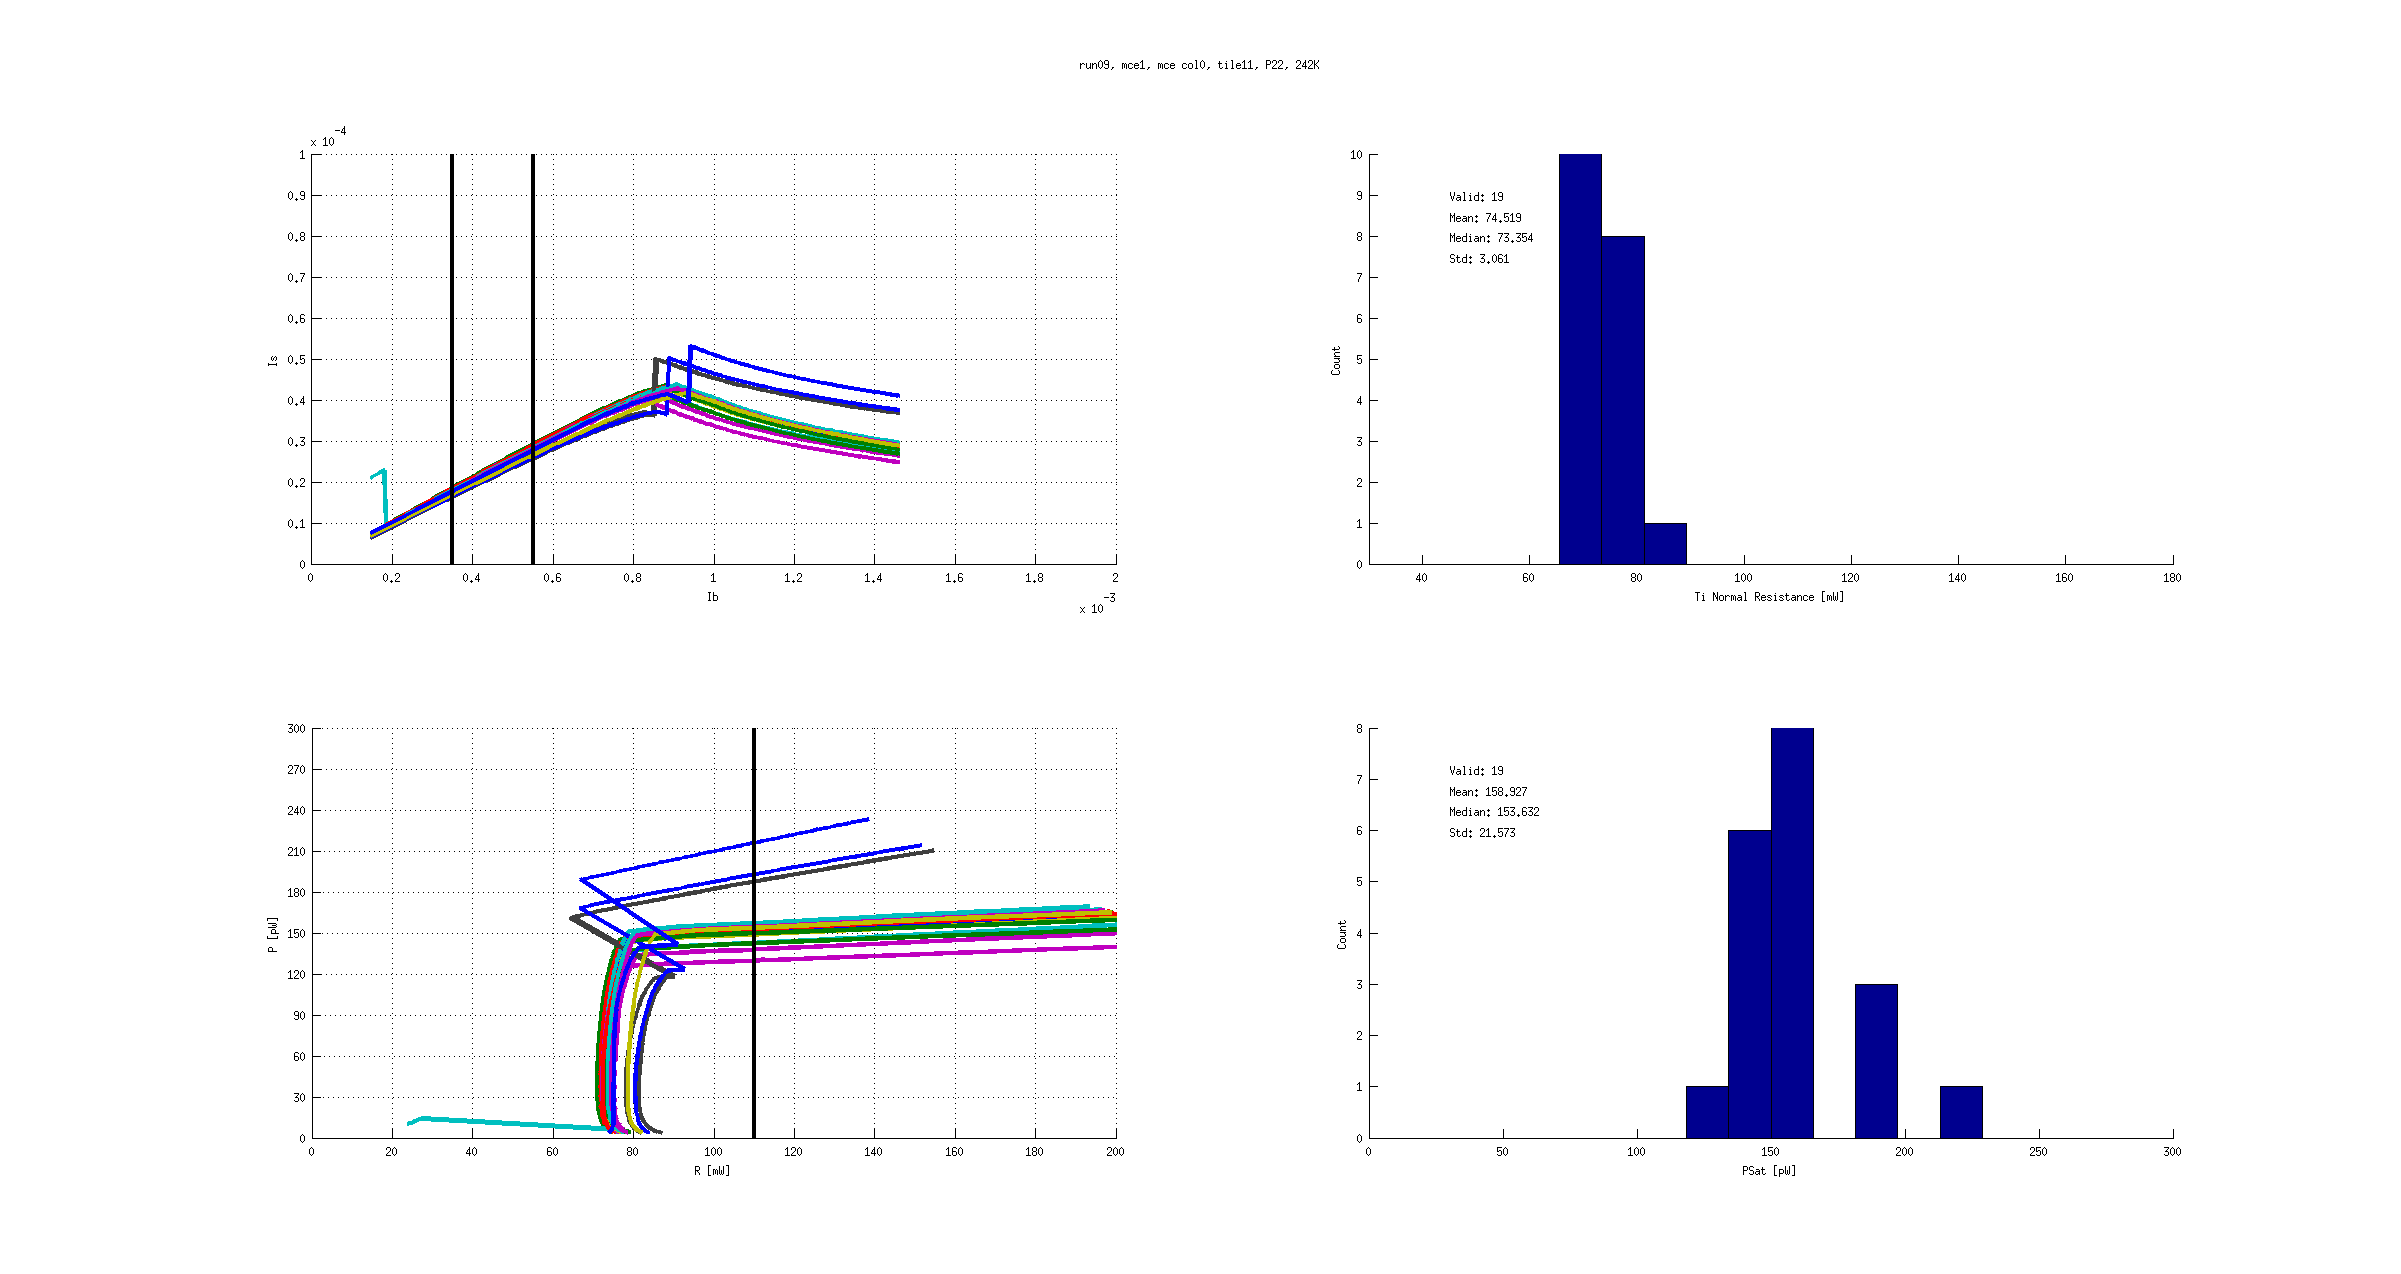 run09, mce1, mce col0, tile11, P22, 242K
x 10
-4
1
0.9
0.8
0.7
0.6
0.5
0.4
0.3
0.2
0.1
0
Is
0 0.2 0.4 0.6 0.8 1 1.2 1.4 1.6 1.8 2
Ib
x 10
-3
10
9
8
7
6
5
4
3
2
1
0
Count
Valid: 19
Mean: 74.519
Median: 73.354
Std: 3.061
40 60 80 100 120 140 160 180
Ti Normal Resistance [mW]
300
270
240
210
180
150
120
90
60
30
0
P [pW]
0 20 40 60 80 100 120 140 160 180 200
R [mW]
8
7
6
5
4
3
2
1
0
Count
Valid: 19
Mean: 158.927
Median: 153.632
Std: 21.573
0 50 100 150 200 250 300
PSat [pW]